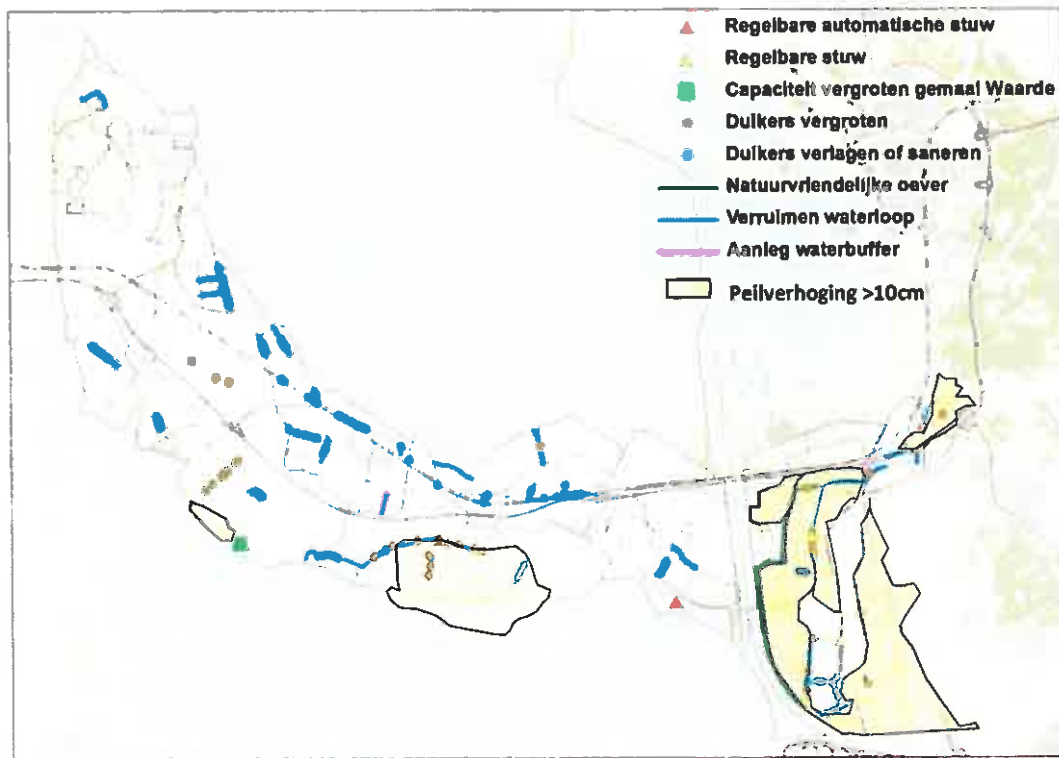 Regelbare automatische stuw
Regelbare stuw
Capaciteit vergroten gemaal Waarde
Duikers vergroten
Duikers verlagen of saneren
Natuurvriendelijke oever
Verruimen waterloop
Aanleg waterbuffer
Peilverhoging >10cm